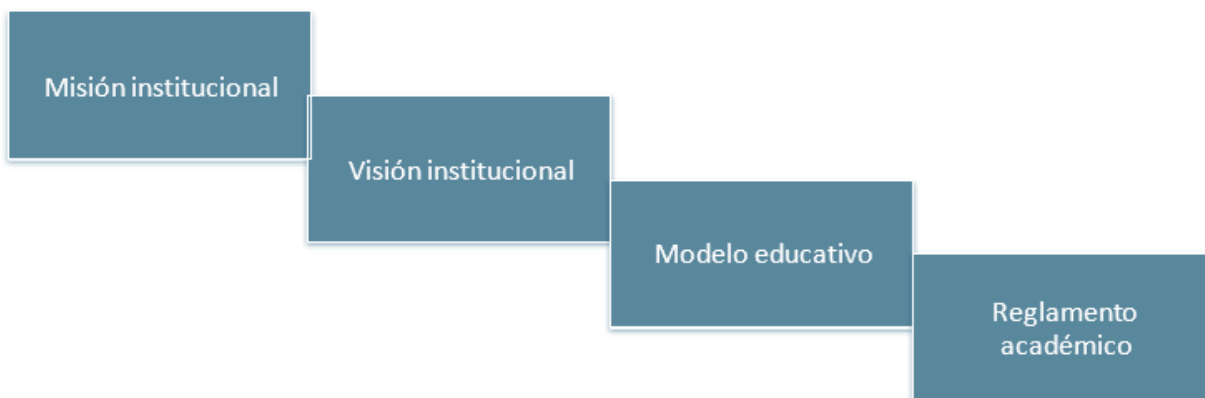 Misión institucional
Visión institucional
Modelo educativo
Reglamento
académico